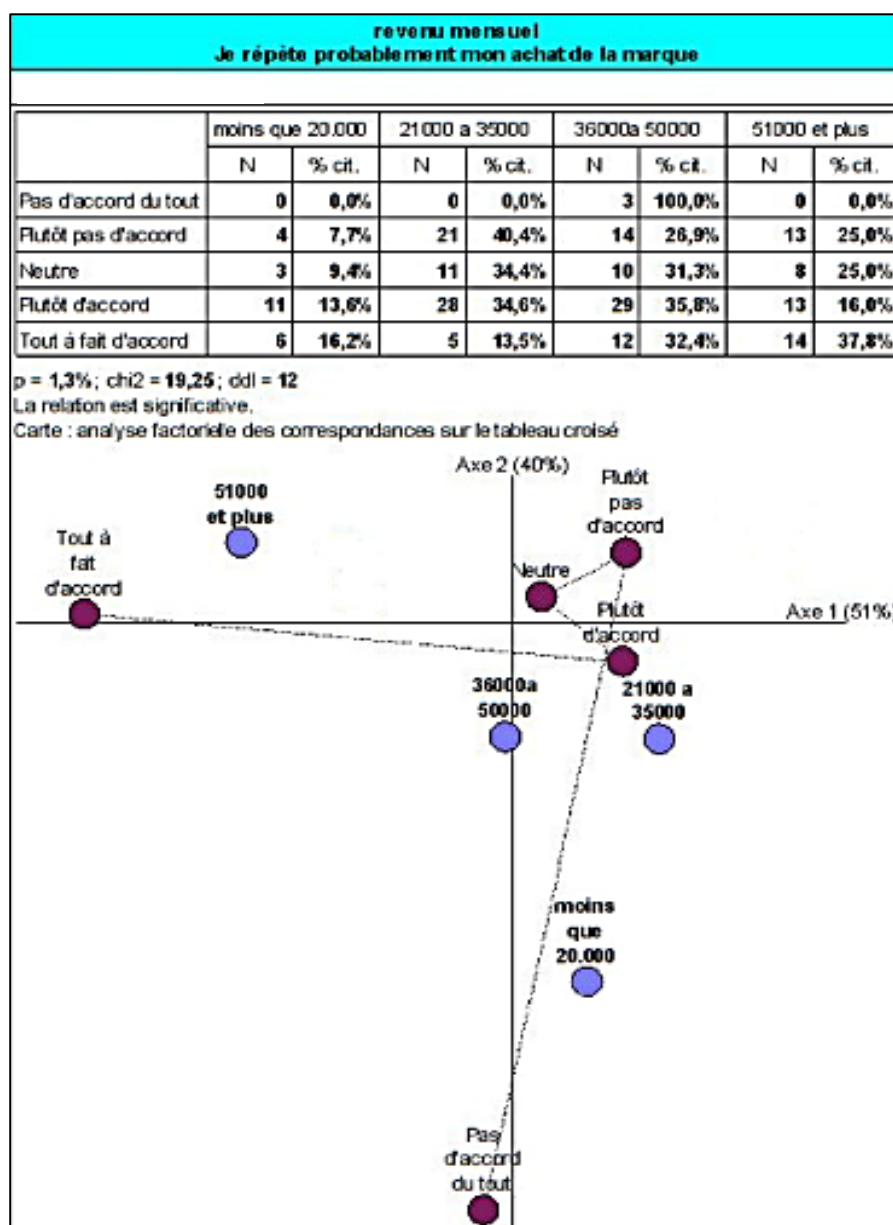 revenu mensuel
Je répète probablement mon achat de la marque
moins que 20.000 21000 a 35000 36000a 50000 51000 et plus
N % cit. N % cit. N % cit. N % cit.
Pas d'accord du tout 0 0,0% 0 0,0% 3 100,0% 0 0,0%
Plutôt pas d'accord 4 7,7% 21 40,4% 14 26,9% 13 25,0%
Neutre 3 9,4% 11 34,4% 10 31,3% 8 25,0%
Plutôt d'accord 11 13,6% 28 34,6% 29 35,8% 13 16,0%
Tout à fait d'accord 6 16,2% 5 13,5% 12 32,4% 14 37,8%
p = 1,3% ; chi2 = 19,25 ; ddl = 12
La relation est significative.
Carte : analyse factorielle des correspondances sur le tableau croisé
Axe 2 (40%)
Plutôt
pas
d'accord
51000
et plus
Tout à
fait
d'accord
Neutre
Plutôt
d'accord
Axe 1 (51%)
36000a
50000
21000 a
35000
moins
que
20.000
Pas
d'accord
du tout